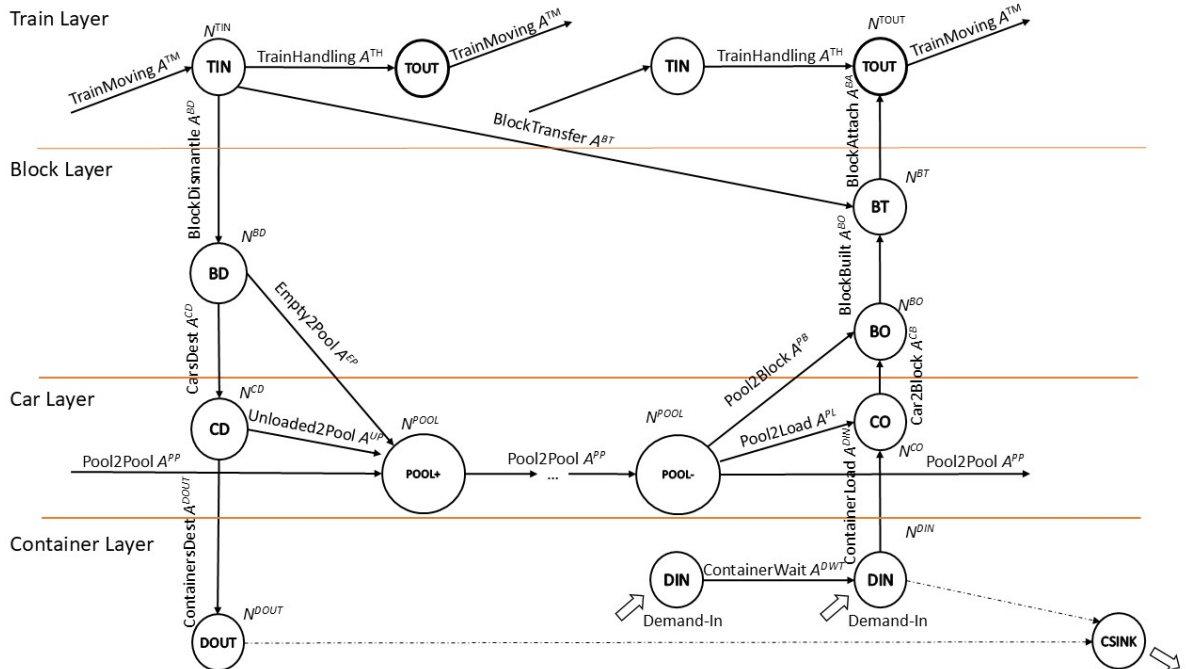 Train Layer
N^TIN
N^TOUT
TrainMoving A^TM
TIN
TrainHandling A^TH
TOUT
TrainMoving A^TM
TIN
TrainHandling A^TH
TOUT
TrainMoving A^TM
BlockDismantle A^BD
BlockTransfer A^BT
BlockAttach A^BA
Block Layer
N^BT
BT
N^BD
BD
BlockBuilt A^BO
Empty2Pool A^EP
N^BO
BO
CarsDest A^CD
Pool2Block A^PB
Car2Block A^CB
Car Layer
N^CD
CD
Unloaded2Pool A^UP
N^POOL
N^POOL
Pool2Load A^PL
CO
N^CO
Pool2Pool A^PP
POOL+
Pool2Pool A^PP
...
POOL-
Pool2Pool A^PP
ContainersDest A^DOUT
ContainerLoad A^DIN
Container Layer
N^DIN
DIN
ContainerWait A^DWT
DIN
Demand-In
Demand-In
N^DOUT
DOUT
CSINK